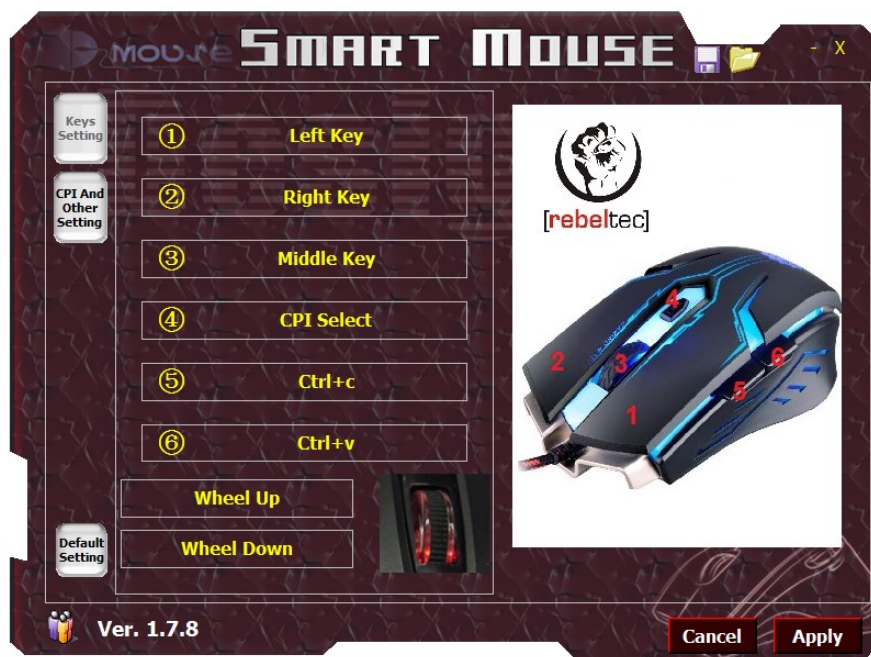 MOUSE SMART MOUSE
- X
Keys
Setting
CPI And
Other
Setting
① Left Key
② Right Key
③ Middle Key
④ CPI Select
⑤ Ctrl+c
⑥ Ctrl+v
Wheel Up
Wheel Down
Default
Setting
[rebeltec]
4
2
3
6
5
1
Ver. 1.7.8
Cancel
Apply